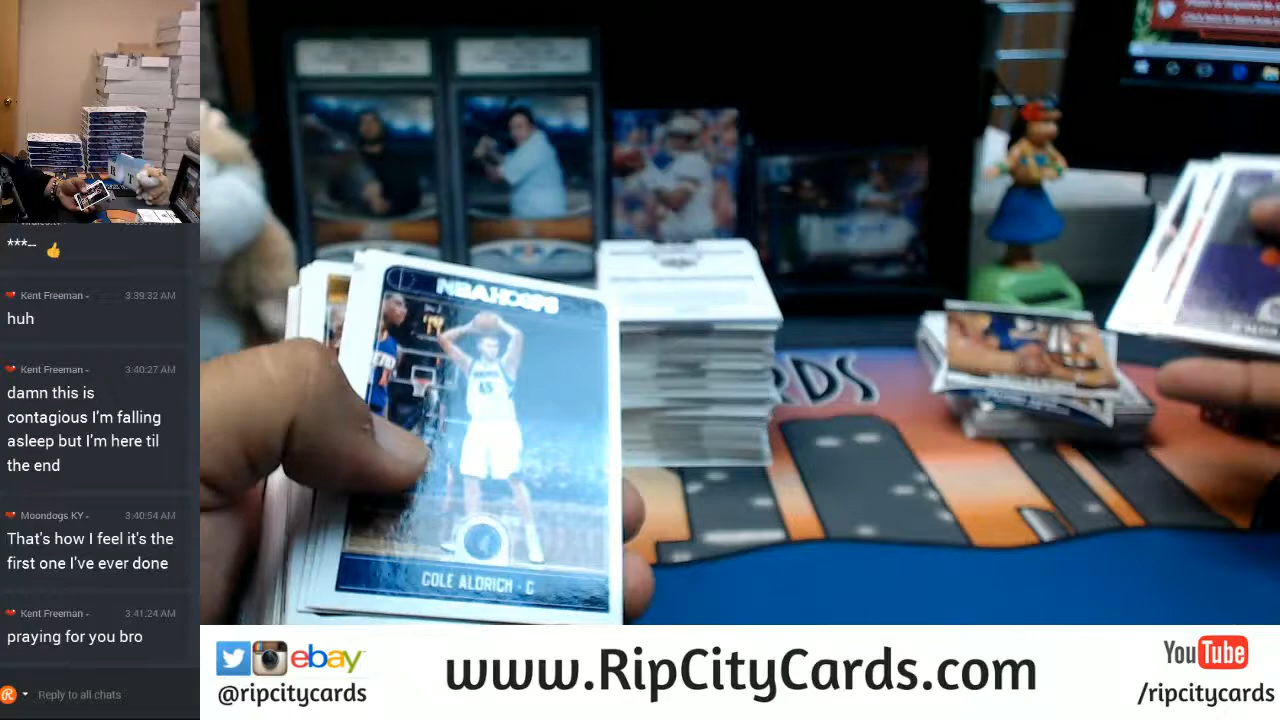 ***-- 👍
Kent Freeman - 3:39:32 AM
huh
Kent Freeman - 3:40:27 AM
damn this is
contagious I'm falling
asleep but I'm here til
the end
Moondogs KY - 3:40:54 AM
That's how I feel it's the
first one I've ever done
Kent Freeman - 3:41:24 AM
praying for you bro
Reply to all chats
NBA HOOPS
COLE ALDRICH - C
RDS
ebay
@ripcitycards
www.RipCityCards.com
YouTube
/ripcitycards